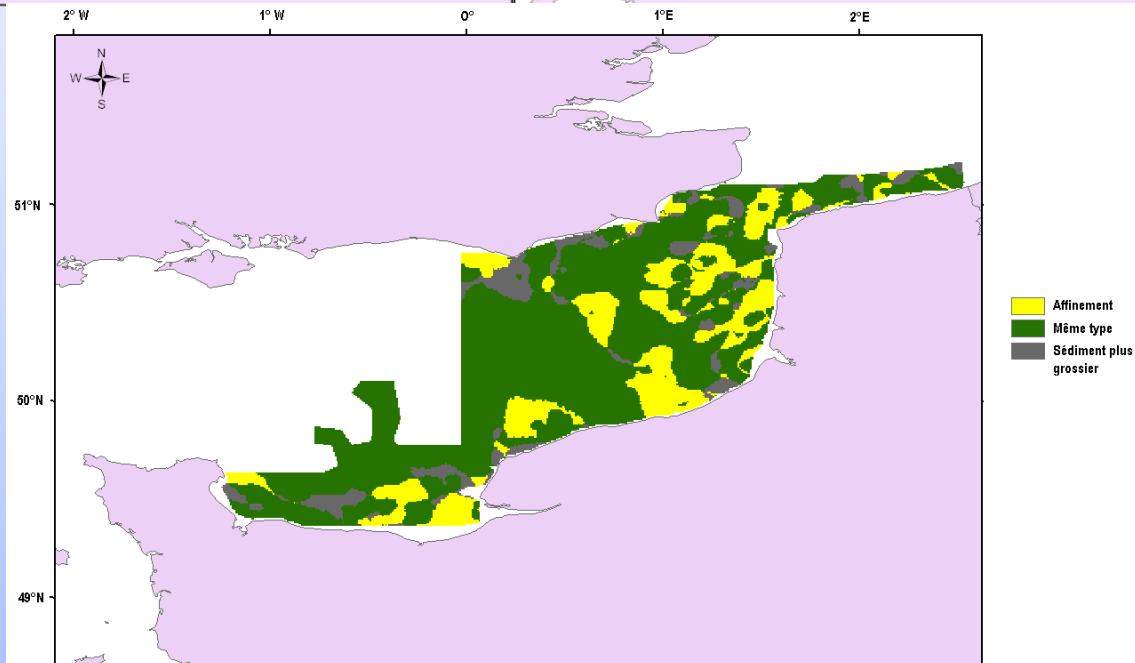 2° W 1° W 0° 1°E 2°E
N
W E
S
51°N
50°N
49°N
Affinement
Même type
Sédiment plus
grossier